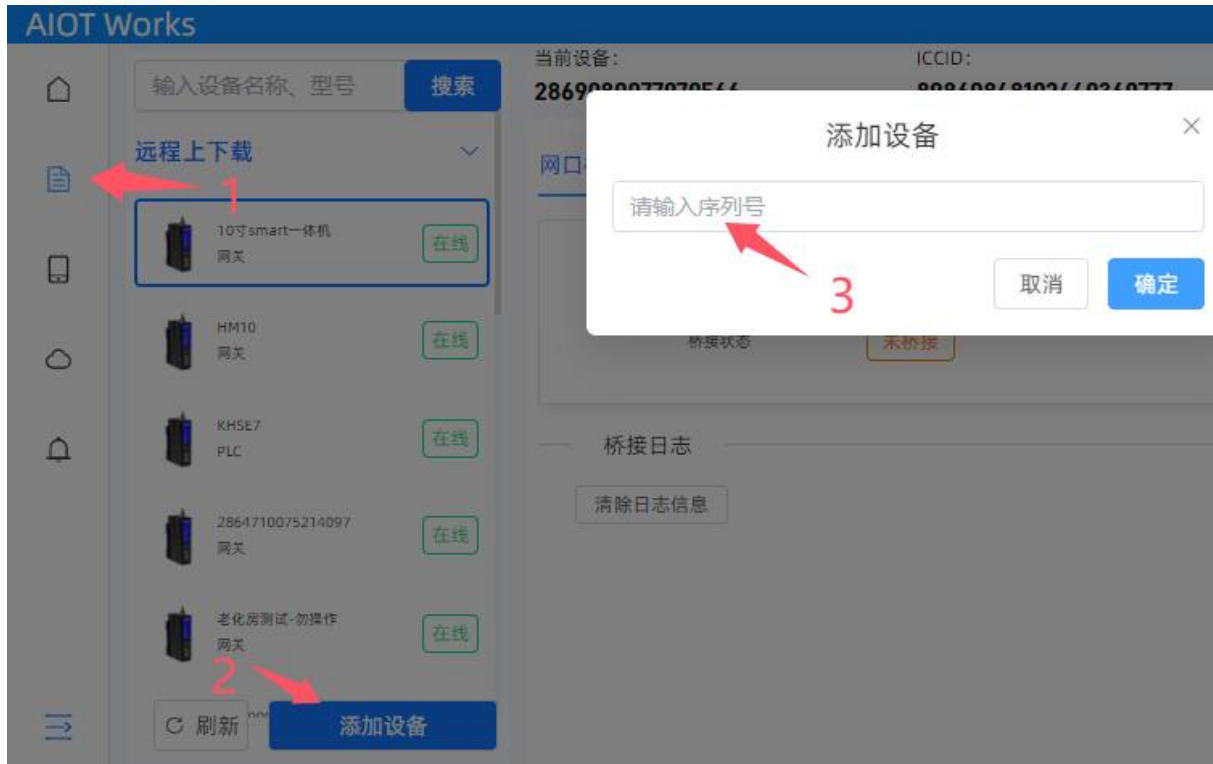 AIOT Works
输入设备名称、型号
搜索
远程上下载
1
10寸smart一体机
网关
在线
HM10
网关
在线
KHSE7
PLC
在线
2864710075214097
网关
在线
老化房测试-勿操作
网关
在线
2
刷新
添加设备
当前设备:
ICCID:
网口
添加设备
请输入序列号
3
取消
确定
桥接状态
未桥接
桥接日志
清除日志信息